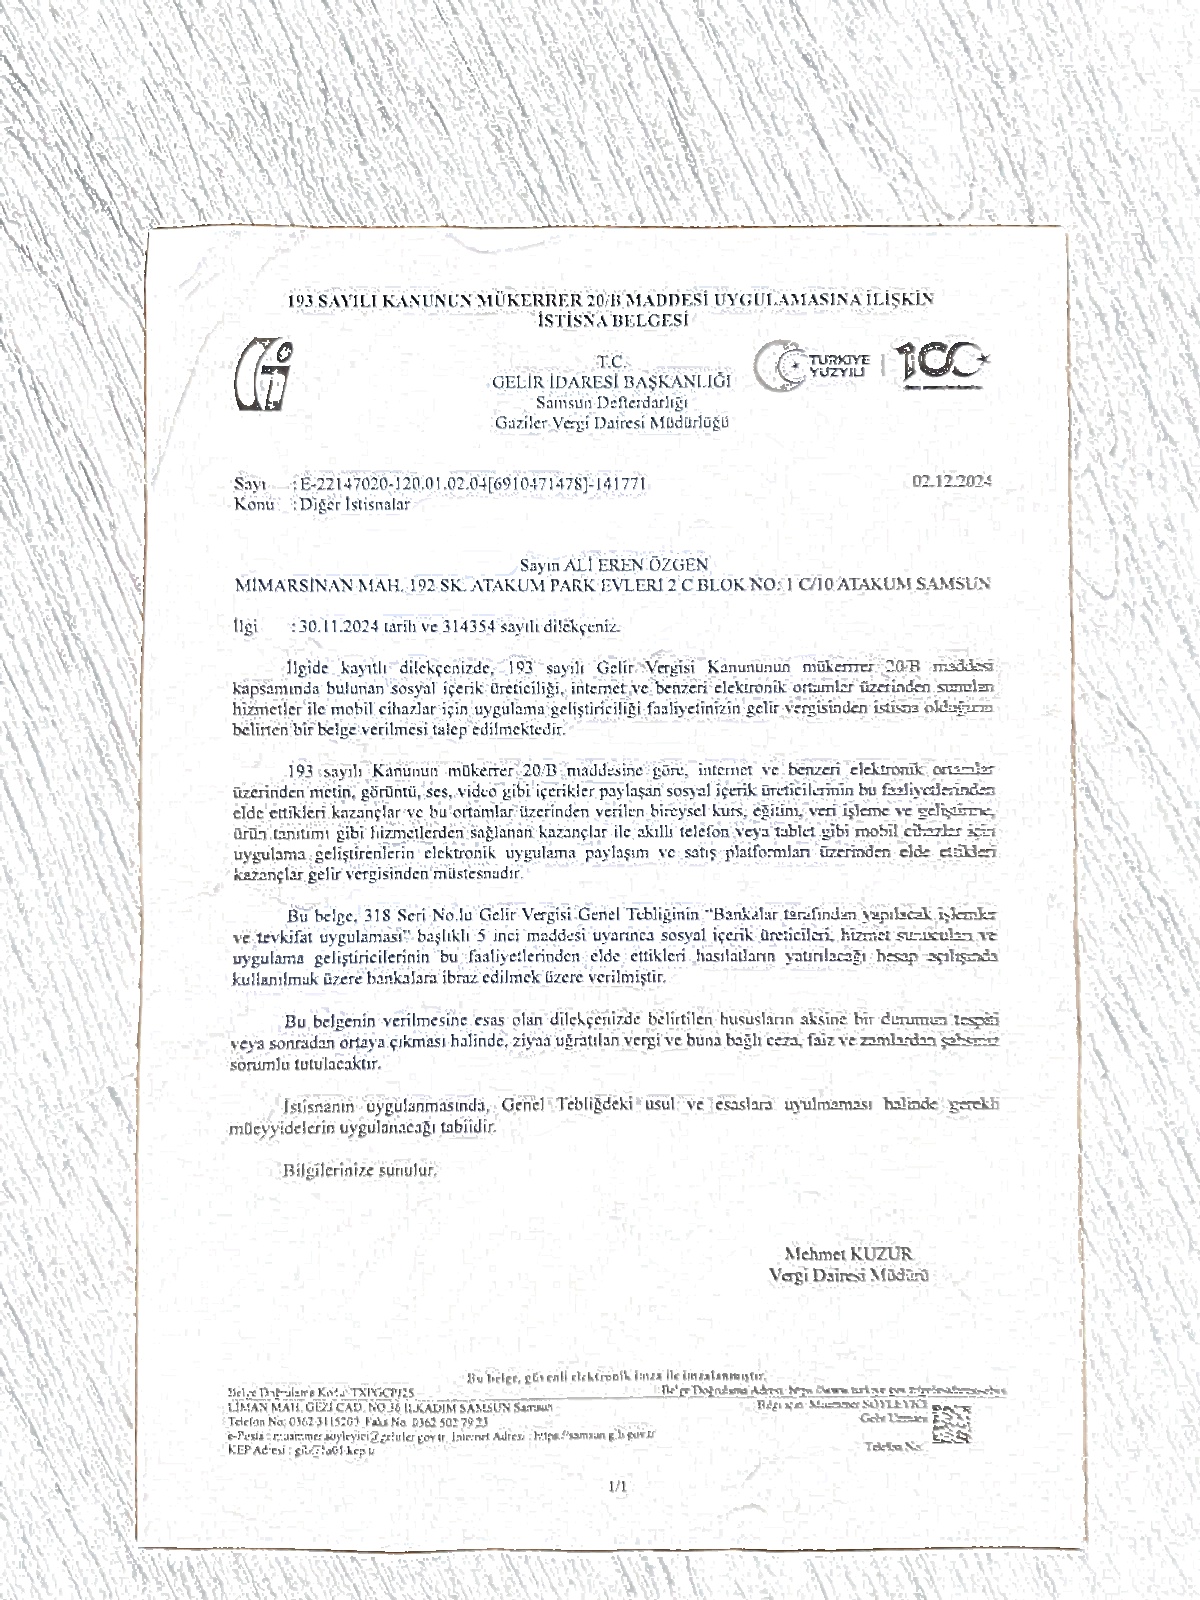 193 SAYILI KANUNUN MÜKERRER 20/B MADDESİ UYGULAMASINA İLİŞKİN
İSTİSNA BELGESİ
T.C.
GELİR İDARESİ BAŞKANLIĞI
Samsun Defterdarlığı
Gaziler Vergi Dairesi Müdürlüğü
TÜRKİYE
YÜZYILI
100
Sayı : E-22147020-120.01.02.04[6910471478]-141771
02.12.2024
Konu : Diğer İstisnalar
Sayın ALİ EREN ÖZGEN
MİMARSİNAN MAH. 192 SK. ATAKUM PARK EVLERİ 2 C BLOK NO: 1 C/10 ATAKUM SAMSUN
İlgi : 30.11.2024 tarih ve 314354 sayılı dilekçeniz.
İlgide kayıtlı dilekçenizde, 193 sayılı Gelir Vergisi Kanununun mükerrer 20/B maddesi
kapsamında bulunan sosyal içerik üreticiliği, internet ve benzeri elektronik ortamlar üzerinden sunulan
hizmetler ile mobil cihazlar için uygulama geliştiriciliği faaliyetinizin gelir vergisinden istisna olduğunu
belirten bir belge verilmesi talep edilmektedir.
193 sayılı Kanunun mükerrer 20/B maddesine göre, internet ve benzeri elektronik ortamlar
üzerinden metin, görüntü, ses, video gibi içerikler paylaşan sosyal içerik üreticilerinin bu faaliyetlerinden
elde ettikleri kazançlar ve bu ortamlar üzerinden verilen bireysel kurs, eğitim, veri işleme ve geliştirme,
ürün tanıtımı gibi hizmetlerden sağlanan kazançlar ile akıllı telefon veya tablet gibi mobil cihazlar için
uygulama geliştirenlerin elektronik uygulama paylaşım ve satış platformları üzerinden elde ettikleri
kazançlar gelir vergisinden müstesnadır.
Bu belge, 318 Seri No.lu Gelir Vergisi Genel Tebliğinin “Bankalar tarafından yapılacak işlemler
ve tevkifat uygulaması” başlıklı 5 inci maddesi uyarınca sosyal içerik üreticileri, hizmet sunucuları ve
uygulama geliştiricilerinin bu faaliyetlerinden elde ettikleri hasılatların yatırılacağı hesap açılışında
kullanılmak üzere bankalara ibraz edilmek üzere verilmiştir.
Bu belgenin verilmesine esas olan dilekçenizde belirtilen hususların aksine bir durumun tespiti
veya sonradan ortaya çıkması halinde, ziyaa uğratılan vergi ve buna bağlı ceza, faiz ve zamlardan şahsınız
sorumlu tutulacaktır.
İstisnanın uygulanmasında, Genel Tebliğdeki usul ve esaslara uyulmaması halinde gerekli
müeyyidelerin uygulanacağı tabiidir.
Bilgilerinize sunulur.
Mehmet KUZUR
Vergi Dairesi Müdürü
Bu belge, güvenli elektronik imza ile imzalanmıştır.
Belge Doğrulama Kodu:
Belge Doğrulama Adresi:
LİMAN MAH. GEZİ CAD. NO:36 İLKADIM SAMSUN Samsun
Bilgi için: Muammer SÖYLEYİCİ
Telefon No: 0362 3115203 Faks No: 0362 502 79 23
Gelir Uzmanı
e-Posta : muammer.soyleyici@gelirler.gov.tr İnternet Adresi : https://samsun.gib.gov.tr
KEP Adresi :
Telefon No:
1/1